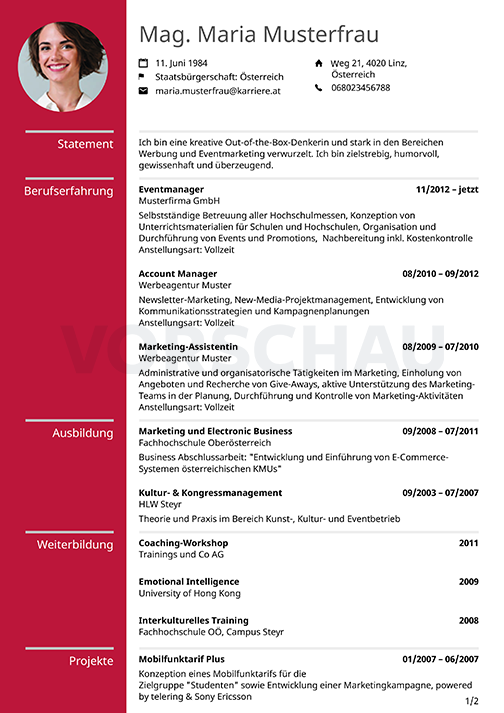 Mag. Maria Musterfrau
11. Juni 1984
Staatsbürgerschaft: Österreich
maria.musterfrau@karriere.at
Weg 21, 4020 Linz,
Österreich
068023456788
Statement
Ich bin eine kreative Out-of-the-Box-Denkerin und stark in den Bereichen
Werbung und Eventmarketing verwurzelt. Ich bin zielstrebig, humorvoll,
gewissenhaft und überzeugend.
Berufserfahrung
Eventmanager 11/2012 – jetzt
Musterfirma GmbH
Selbstständige Betreuung aller Hochschulmessen, Konzeption von
Unterrichtsmaterialien für Schulen und Hochschulen, Organisation und
Durchführung von Events und Promotions, Nachbereitung inkl. Kostenkontrolle
Anstellungsart: Vollzeit
Account Manager 08/2010 – 09/2012
Werbeagentur Muster
Newsletter-Marketing, New-Media-Projektmanagement, Entwicklung von
Kommunikationsstrategien und Kampagnenplanungen
Anstellungsart: Vollzeit
VORSCHAU
Marketing-Assistentin 08/2009 – 07/2010
Werbeagentur Muster
Administrative und organisatorische Tätigkeiten im Marketing, Einholung von
Angeboten und Recherche von Give-Aways, aktive Unterstützung des Marketing-
Teams in der Planung, Durchführung und Kontrolle von Marketing-Aktivitäten
Anstellungsart: Vollzeit
Ausbildung
Marketing und Electronic Business 09/2008 – 07/2011
Fachhochschule Oberösterreich
Business Abschlussarbeit: "Entwicklung und Einführung von E-Commerce-
Systemen österreichischen KMUs"
Kultur- & Kongressmanagement 09/2003 – 07/2007
HLW Steyr
Theorie und Praxis im Bereich Kunst-, Kultur- und Eventbetrieb
Weiterbildung
Coaching-Workshop 2011
Trainings und Co AG
Emotional Intelligence 2009
University of Hong Kong
Interkulturelles Training 2008
Fachhochschule OÖ, Campus Steyr
Projekte
Mobilfunktarif Plus 01/2007 – 06/2007
Konzeption eines Mobilfunktarifs für die
Zielgruppe "Studenten" sowie Entwicklung einer Marketingkampagne, powered
by telering & Sony Ericsson
1/2